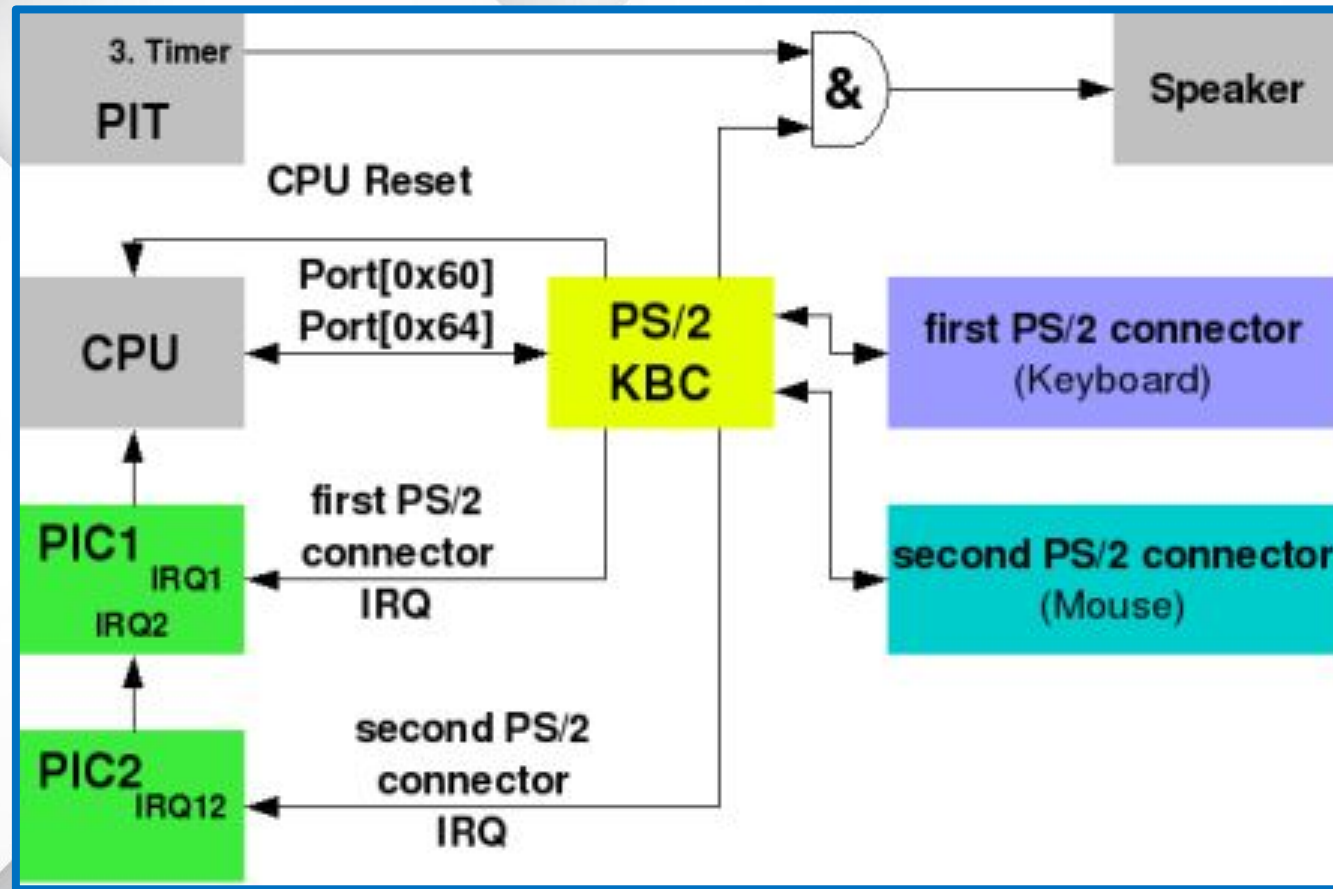 3. Timer
PIT
&
Speaker
CPU Reset
Port[0x60]
Port[0x64]
CPU
PS/2
KBC
first PS/2 connector
(Keyboard)
PIC1
IRQ1
IRQ2
first PS/2
connector
IRQ
second PS/2 connector
(Mouse)
PIC2
IRQ12
second PS/2
connector
IRQ